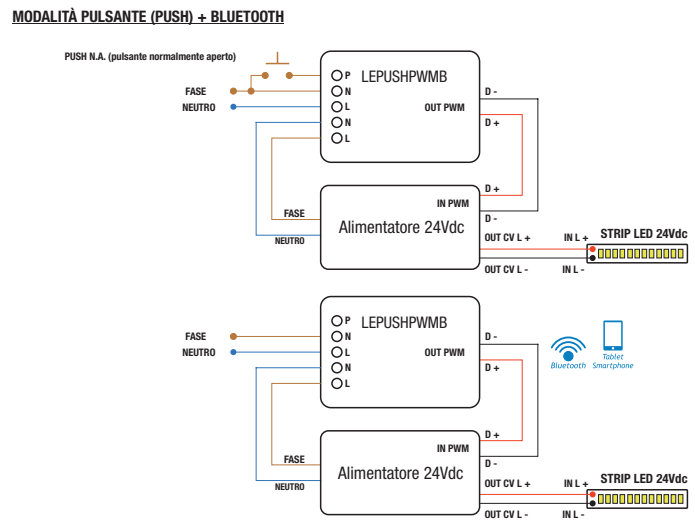 MODALITÀ PULSANTE (PUSH) + BLUETOOTH
PUSH N.A. (pulsante normalmente aperto)
FASE
NEUTRO
P
N
L
N
L
LEPUSHPWMB
OUT PWM
D -
D +
D +
IN PWM
D -
FASE
NEUTRO
Alimentatore 24Vdc
OUT CV L +
IN L +
STRIP LED 24Vdc
OUT CV L -
IN L -
FASE
NEUTRO
P
N
L
N
L
LEPUSHPWMB
OUT PWM
D -
D +
Bluetooth
Tablet
Smartphone
D +
IN PWM
D -
FASE
NEUTRO
Alimentatore 24Vdc
OUT CV L +
IN L +
STRIP LED 24Vdc
OUT CV L -
IN L -